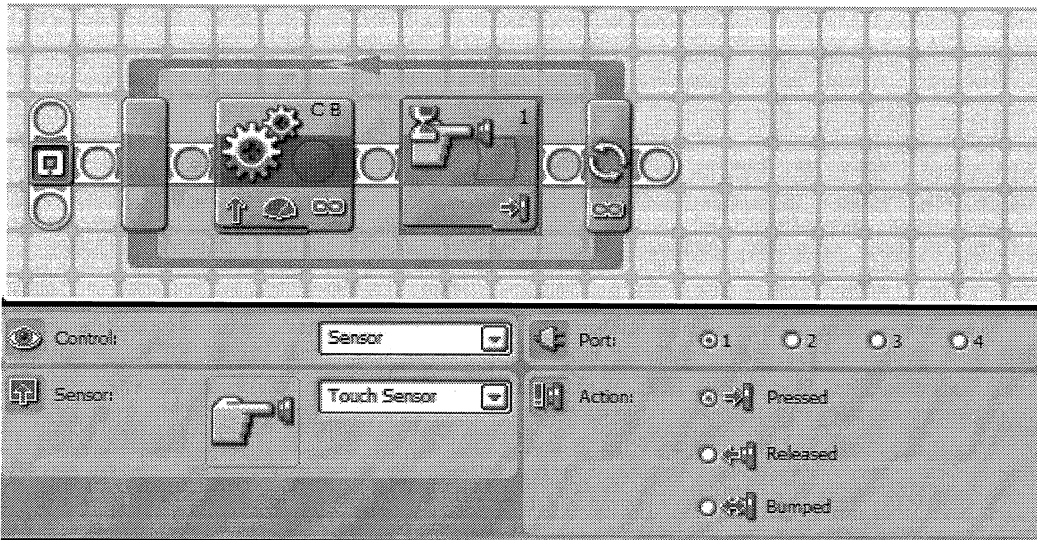 C B
1
Control:
Sensor
Port:
1
2
3
4
Sensor:
Touch Sensor
Action:
Pressed
Released
Bumped